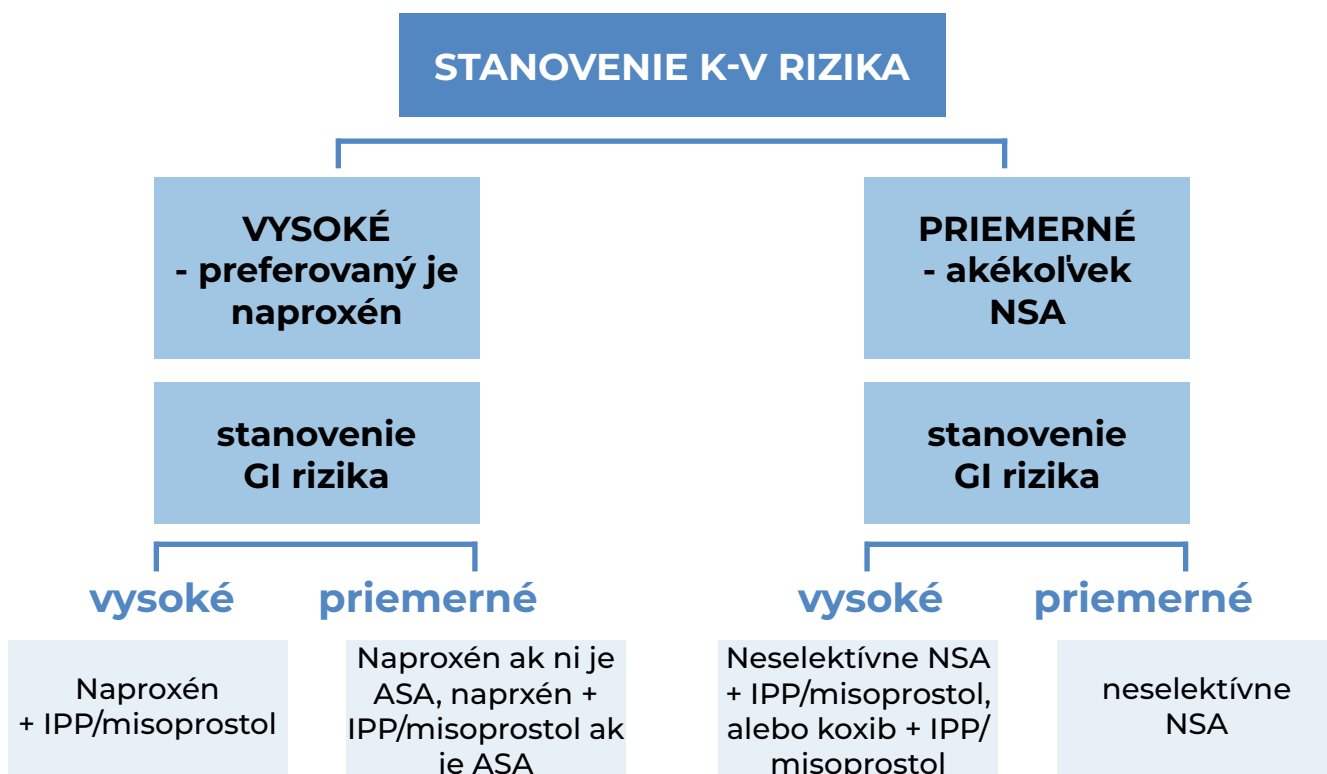 STANOVENIE K-V RIZIKA
VYSOKÉ
- preferovaný je
naproxén
PRIEMERNÉ
- akékoľvek
NSA
stanovenie
GI rizika
stanovenie
GI rizika
vysoké
priemerné
vysoké
priemerné
Naproxén
+ IPP/misoprostol
Naproxén ak ni je
ASA, naprxén +
IPP/misoprostol ak
je ASA
Neselektívne NSA
+ IPP/misoprostol,
alebo koxib + IPP/
misoprostol
neselektívne
NSA